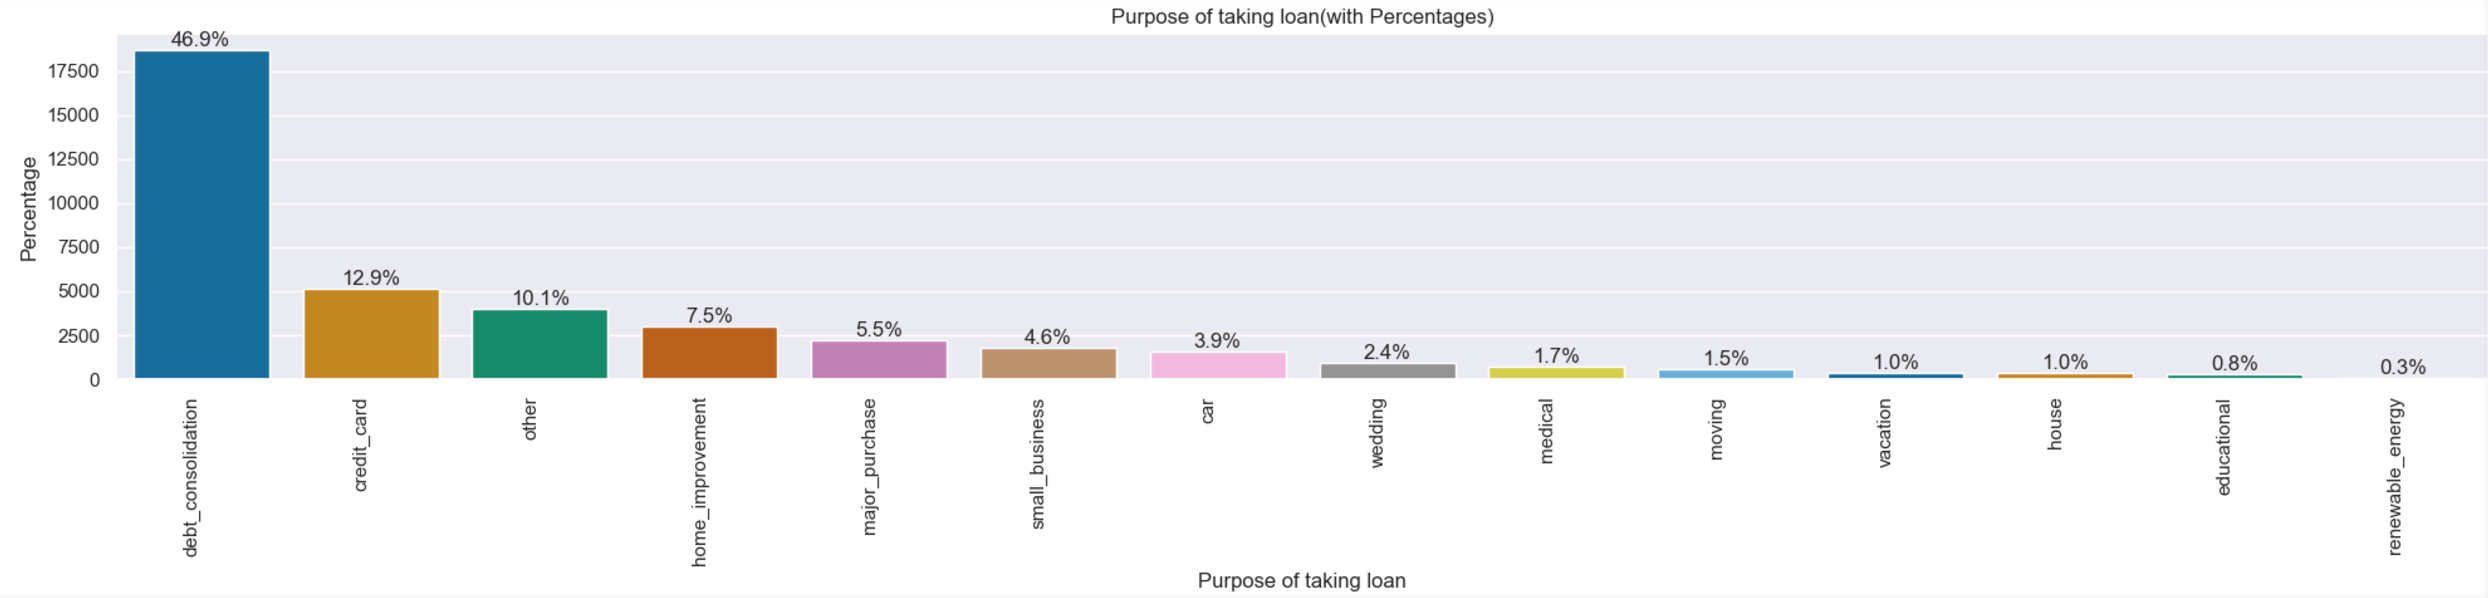 Purpose of taking loan(with Percentages)
46.9%
12.9%
10.1%
7.5%
5.5%
4.6%
3.9%
2.4%
1.7%
1.5%
1.0%
1.0%
0.8%
0.3%
Percentage
17500
15000
12500
10000
7500
5000
2500
0
debt_consolidation
credit_card
other
home_improvement
major_purchase
small_business
car
wedding
medical
moving
vacation
house
educational
renewable_energy
Purpose of taking loan